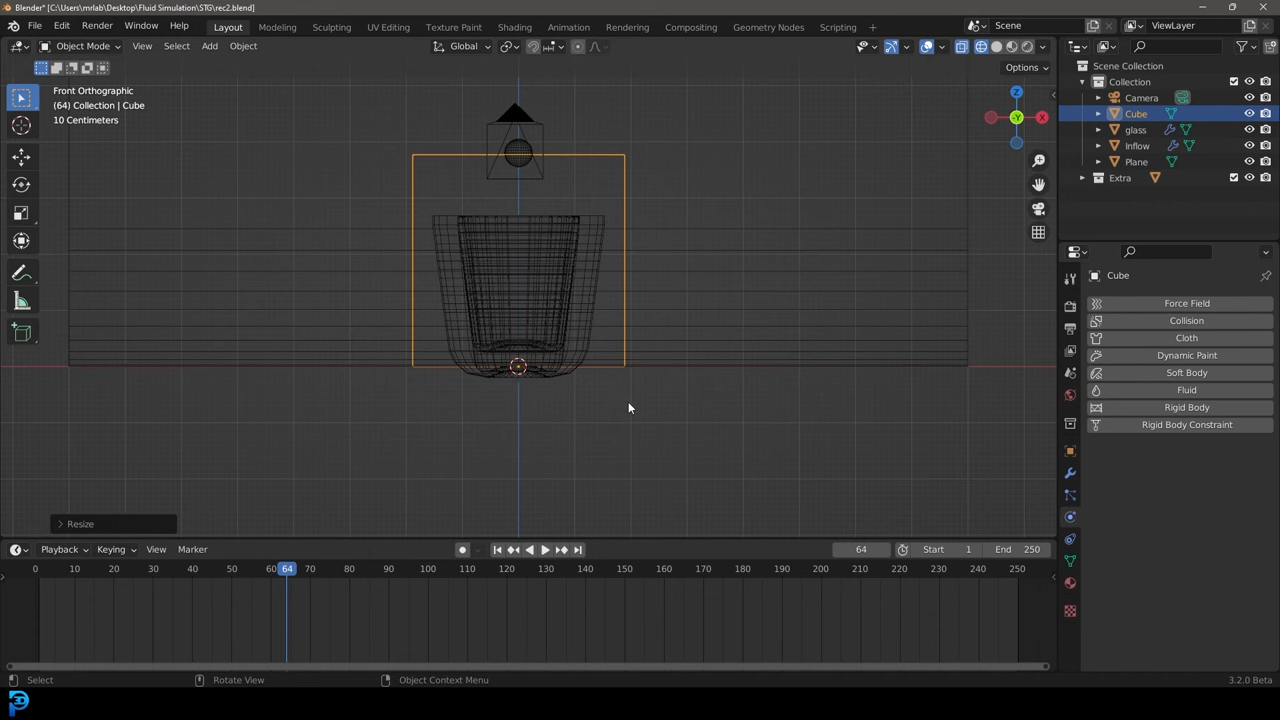 Blender* [C:\Users\mrlab\Desktop\Fluid Simulation\STG\rec2.blend]
File Edit Render Window Help Layout Modeling Sculpting UV Editing Texture Paint Shading Animation Rendering Compositing Geometry Nodes Scripting Scene ViewLayer
Object Mode View Select Add Object Global
Options
Front Orthographic
(64) Collection | Cube
10 Centimeters
Z
Y
X
Scene Collection
Collection
Camera
Cube
glass
Inflow
Plane
Extra
Cube
Force Field
Collision
Cloth
Dynamic Paint
Soft Body
Fluid
Rigid Body
Rigid Body Constraint
Resize
Playback Keying View Marker 64 Start 1 End 250
0 10 20 30 40 50 60 64 70 80 90 100 110 120 130 140 150 160 170 180 190 200 210 220 230 240 250
Select Rotate View Object Context Menu 3.2.0 Beta